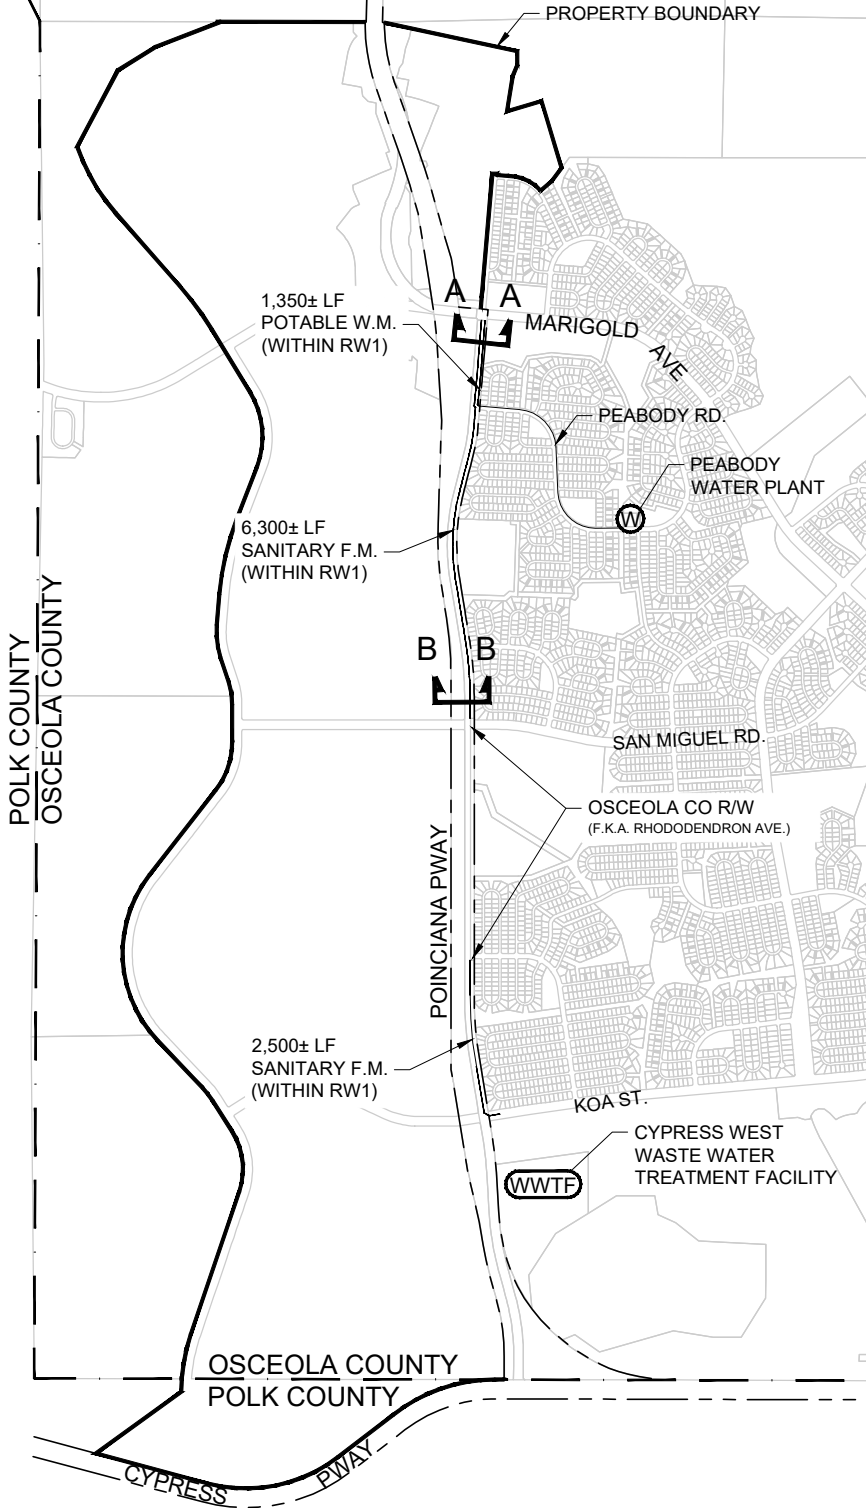 PROPERTY BOUNDARY
A
A
1,350± LF
POTABLE W.M.
(WITHIN RW1)
MARIGOLD
AVE
PEABODY RD.
PEABODY
WATER PLANT
W
6,300± LF
SANITARY F.M.
(WITHIN RW1)
POLK COUNTY
OSCEOLA COUNTY
B
B
SAN MIGUEL RD.
OSCEOLA CO R/W
(F.K.A. RHODODENDRON AVE.)
POINCIANA PWAY
2,500± LF
SANITARY F.M.
(WITHIN RW1)
KOA ST.
CYPRESS WEST
WASTE WATER
TREATMENT FACILITY
WWTF
OSCEOLA COUNTY
POLK COUNTY
CYPRESS
PWAY